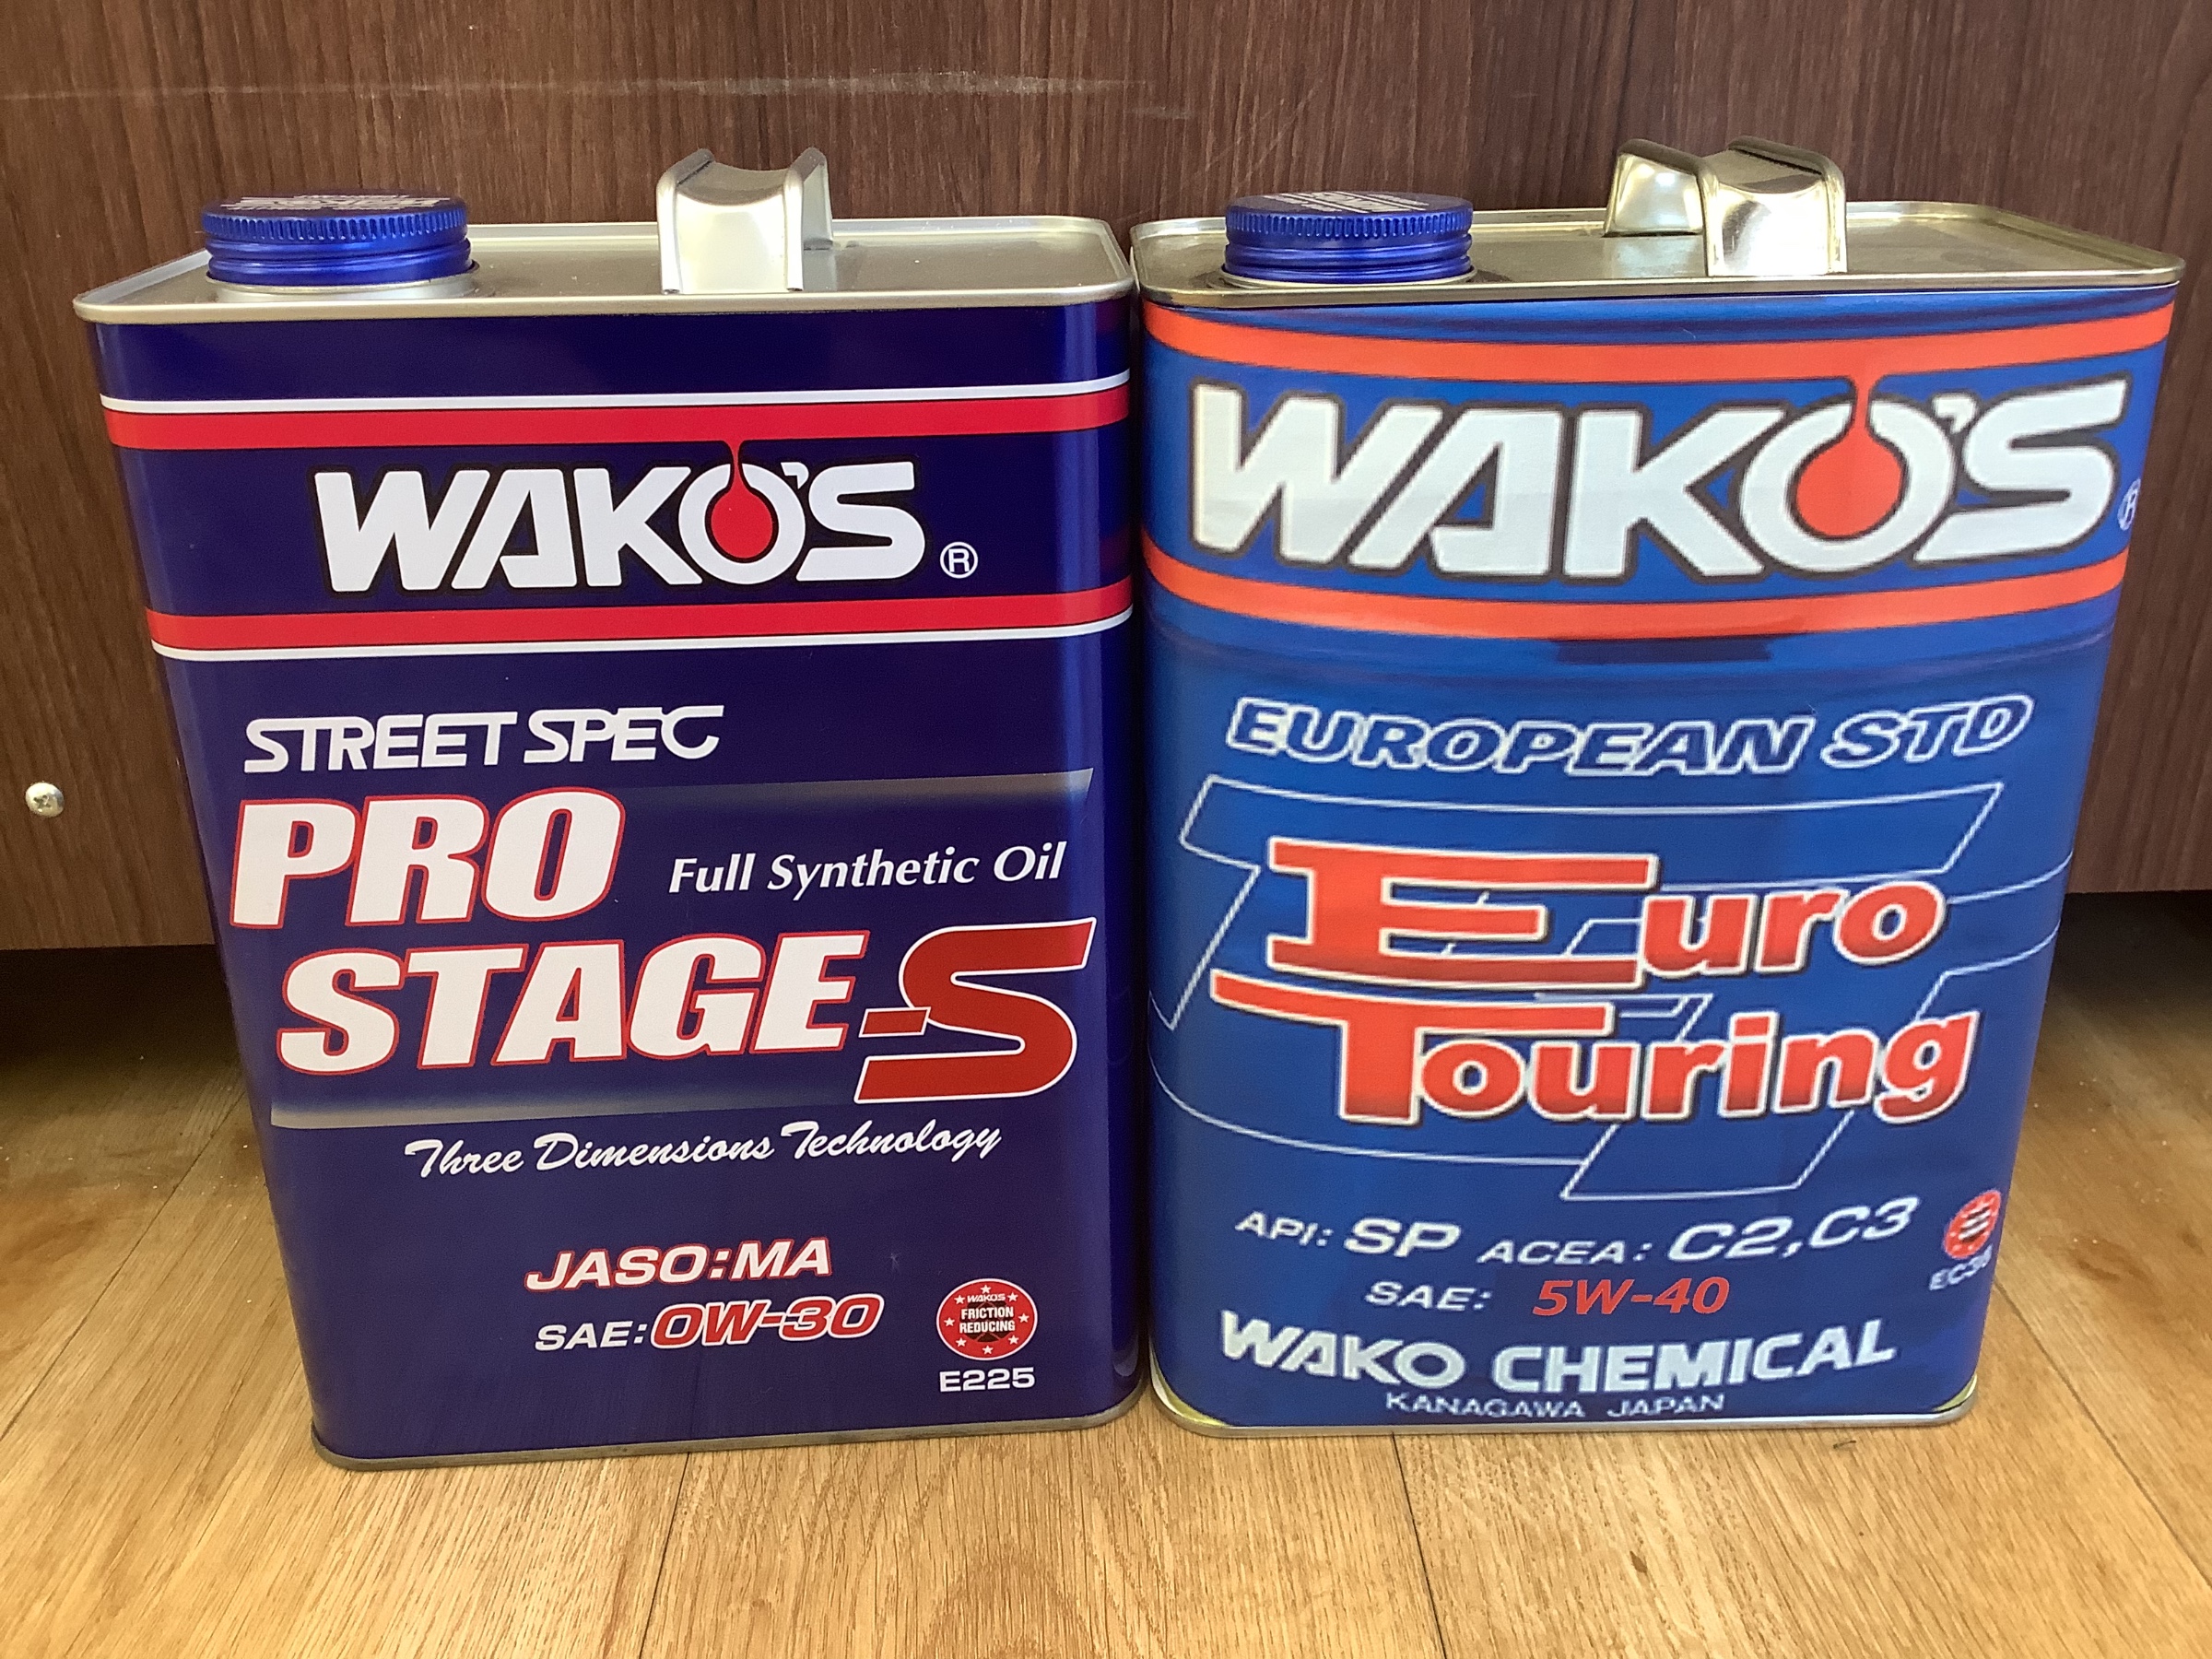 WAKO'S ®
STREET SPEC
PRO
Full Synthetic Oil
STAGE-S
Three Dimensions Technology
JASO:MA
SAE:0W-30
WAKOS
FRICTION
REDUCING
E225
WAKO'S ®
EUROPEAN STD
Euro
Touring
API: SP ACEA: C2,C3
SAE: 5W-40
WAKO CHEMICAL
KANAGAWA JAPAN